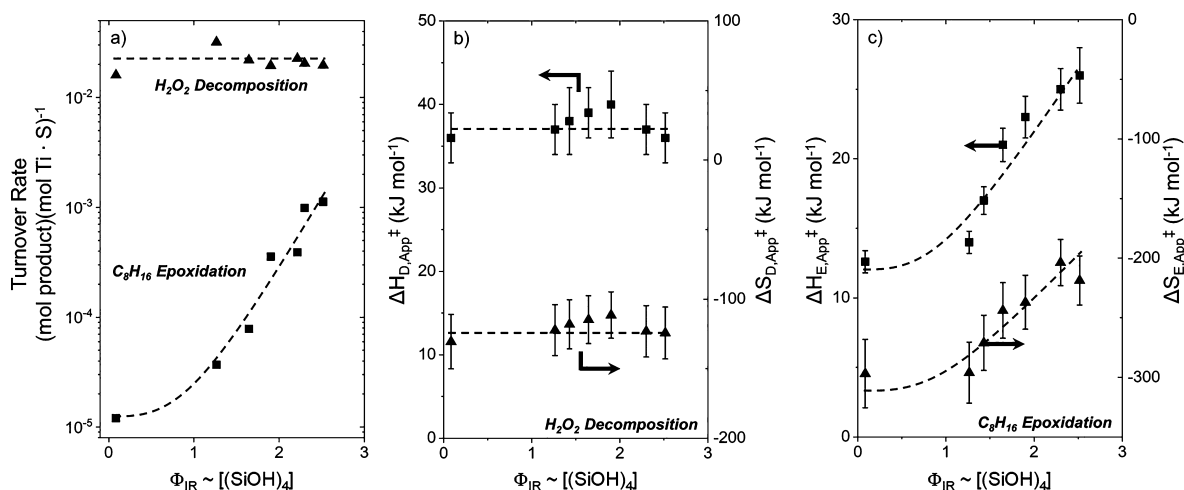 a)
H₂O₂ Decomposition
C₈H₁₆ Epoxidation
Turnover Rate
(mol product)(mol Ti · S)⁻¹
10⁻²
10⁻³
10⁻⁴
10⁻⁵
0 1 2 3
Φ_IR ~ [(SiOH)₄]
b)
ΔH_D,App‡ (kJ mol⁻¹)
50
40
30
20
10
0
ΔS_D,App‡ (kJ mol⁻¹)
100
0
-100
-200
H₂O₂ Decomposition
0 1 2 3
Φ_IR ~ [(SiOH)₄]
c)
ΔH_E,App‡ (kJ mol⁻¹)
30
20
10
0
ΔS_E,App‡ (kJ mol⁻¹)
0
-100
-200
-300
C₈H₁₆ Epoxidation
0 1 2 3
Φ_IR ~ [(SiOH)₄]